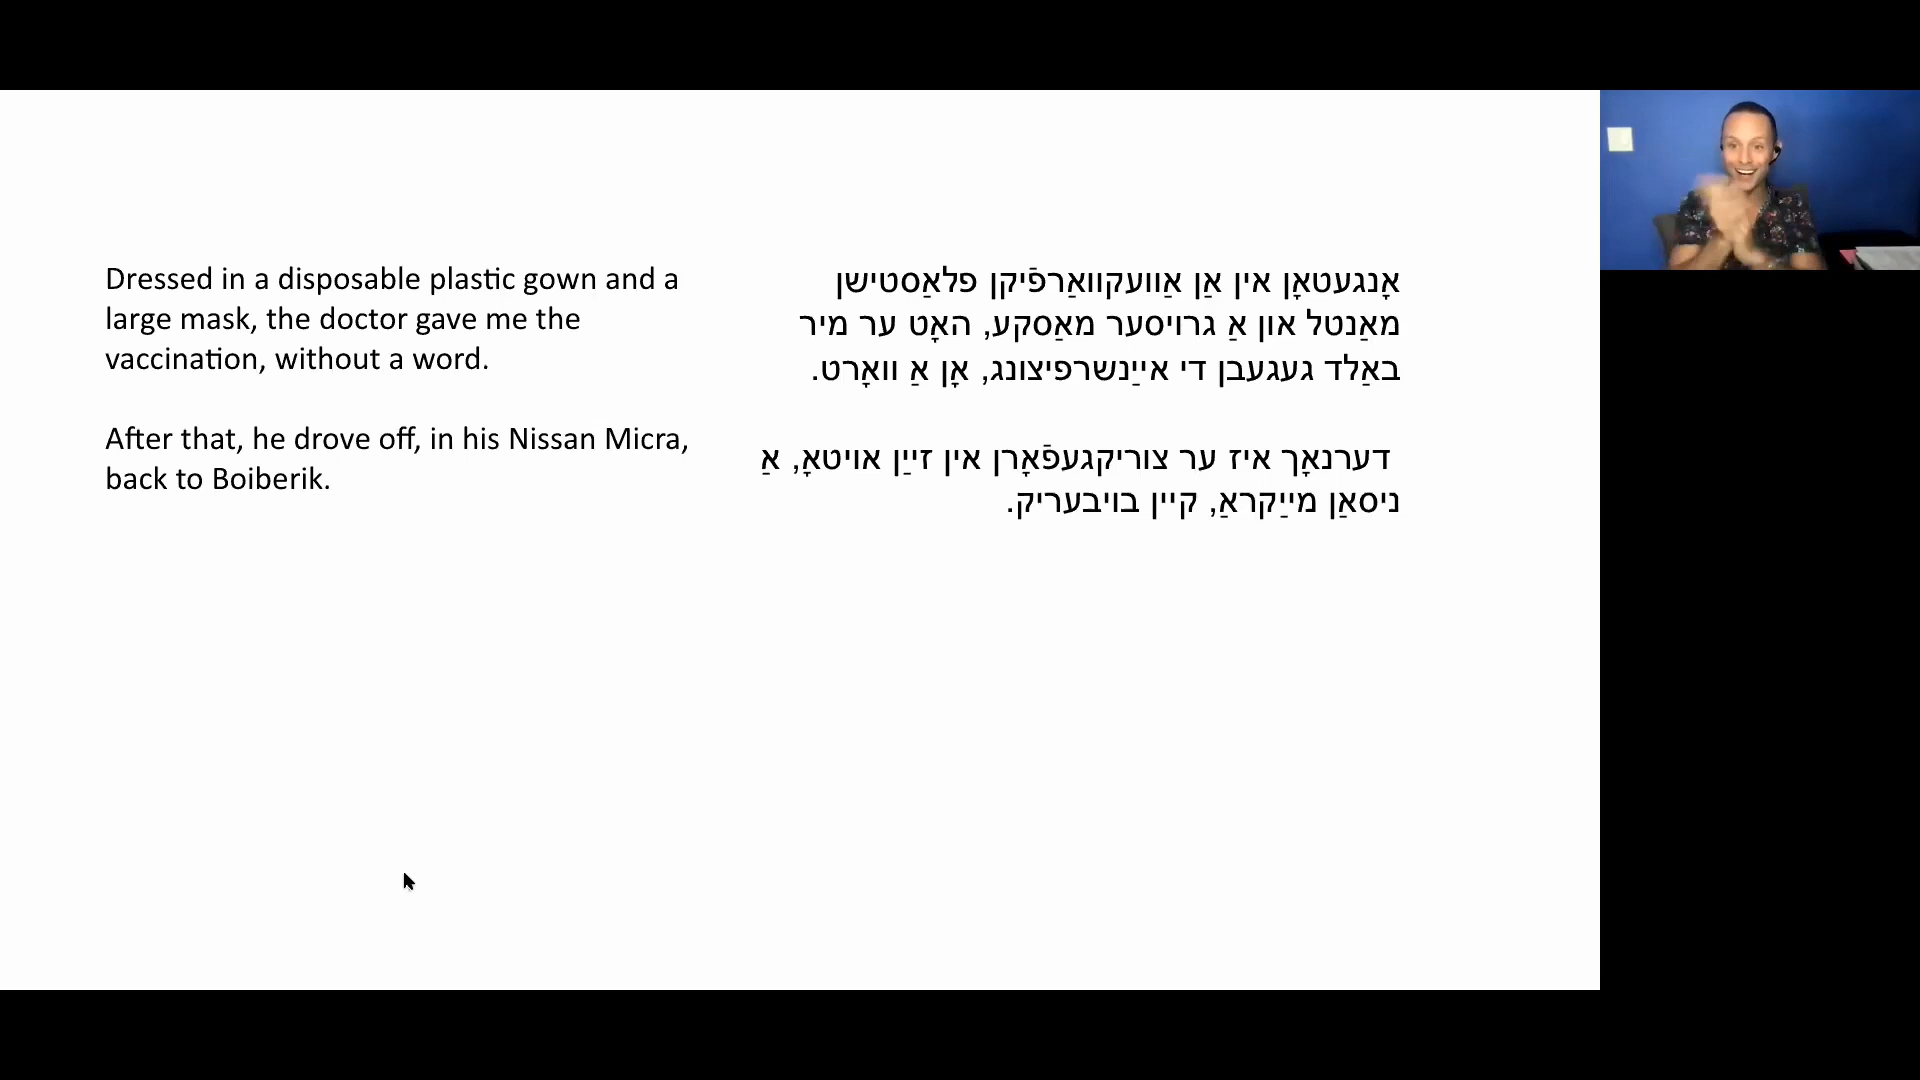 Dressed in a disposable plastic gown and a
large mask, the doctor gave me the
vaccination, without a word.
After that, he drove off, in his Nissan Micra,
back to Boiberik.
אָנגעטאָן אין אַן אַוועקוואַרפֿיקן פלאַסטישן
מאַנטל און אַ גרויסער מאַסקע, האָט ער מיר
באַלד געגעבן די אײַנשרפיצונג, אָן אַ וואָרט.
דערנאָך איז ער צוריקגעפֿאָרן אין זײַן אויטאָ, אַ
ניסאַן מײַקראַ, קיין בויבעריק.